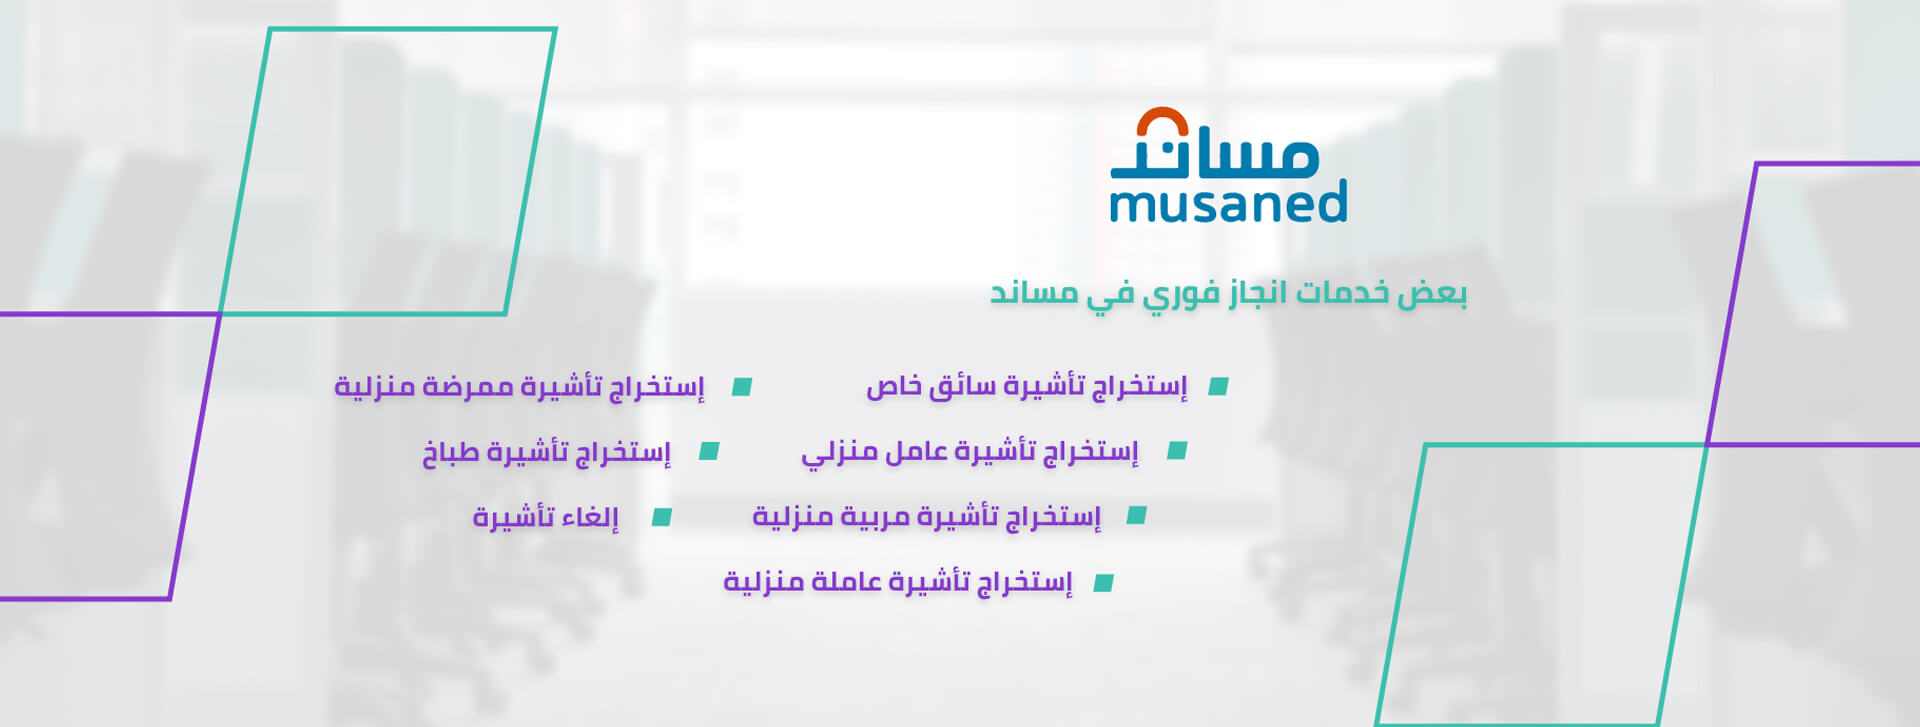 مساند
musaned
بعض خدمات انجاز فوري في مساند
إستخراج تأشيرة سائق خاص
إستخراج تأشيرة عامل منزلي
إستخراج تأشيرة مربية منزلية
إستخراج تأشيرة عاملة منزلية
إستخراج تأشيرة ممرضة منزلية
إستخراج تأشيرة طباخ
إلغاء تأشيرة